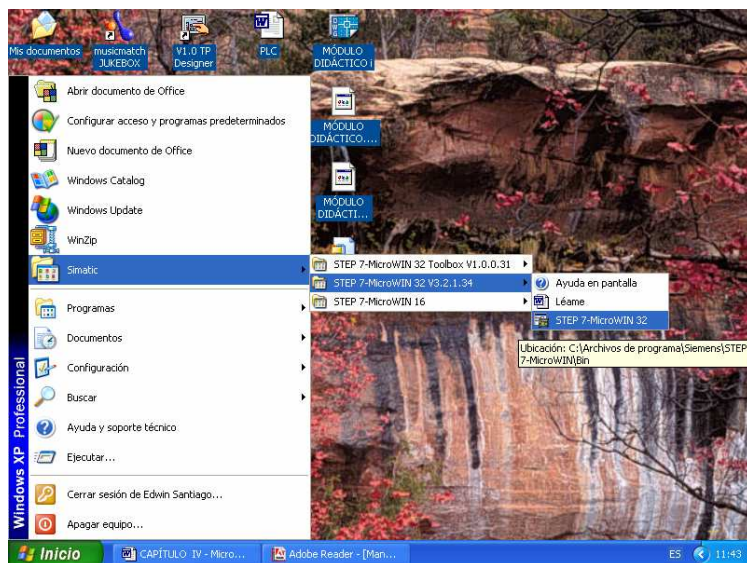 Mis documentos
musicmatch
JUKEBOX
V1.0 TP
Designer
PLC
MÓDULO
DIDÁCTICO i
MÓDULO
DIDÁCTICO....
MÓDULO
DIDÁCTI...
Abrir documento de Office
Configurar acceso y programas predeterminados
Nuevo documento de Office
Windows Catalog
Windows Update
WinZip
Simatic
Programas
Documentos
Configuración
Buscar
Ayuda y soporte técnico
Ejecutar...
Cerrar sesión de Edwin Santiago...
Apagar equipo...
Windows XP Professional
STEP 7-MicroWIN 32 Toolbox V1.0.0.31
STEP 7-MicroWIN 32 V3.2.1.34
STEP 7-MicroWIN 16
Ayuda en pantalla
Léame
STEP 7-MicroWIN 32
Ubicación: C:\Archivos de programa\Siemens\STEP
7-MicroWIN\Bin
Inicio
CAPÍTULO IV - Micro...
Adobe Reader - [Man...
ES
11:43